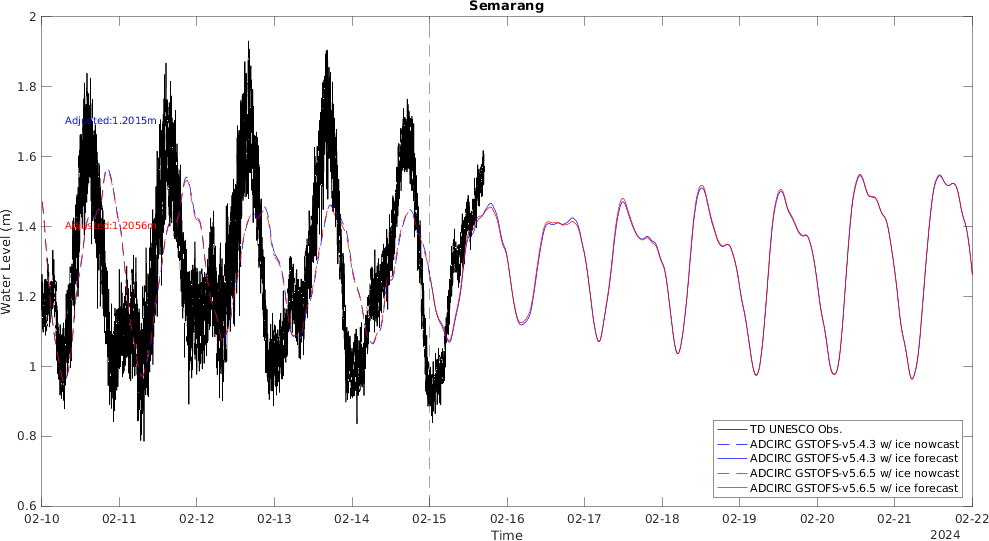 Semarang
2
1.8
1.6
1.4
1.2
1
0.8
0.6
Water Level (m)
Adjusted:1.2015m
Adjusted:1.2056m
TD UNESCO Obs.
ADCIRC GSTOFS-v5.4.3 w/ ice nowcast
ADCIRC GSTOFS-v5.4.3 w/ ice forecast
ADCIRC GSTOFS-v5.6.5 w/ ice nowcast
ADCIRC GSTOFS-v5.6.5 w/ ice forecast
02-10 02-11 02-12 02-13 02-14 02-15 02-16 02-17 02-18 02-19 02-20 02-21 02-22
Time
2024